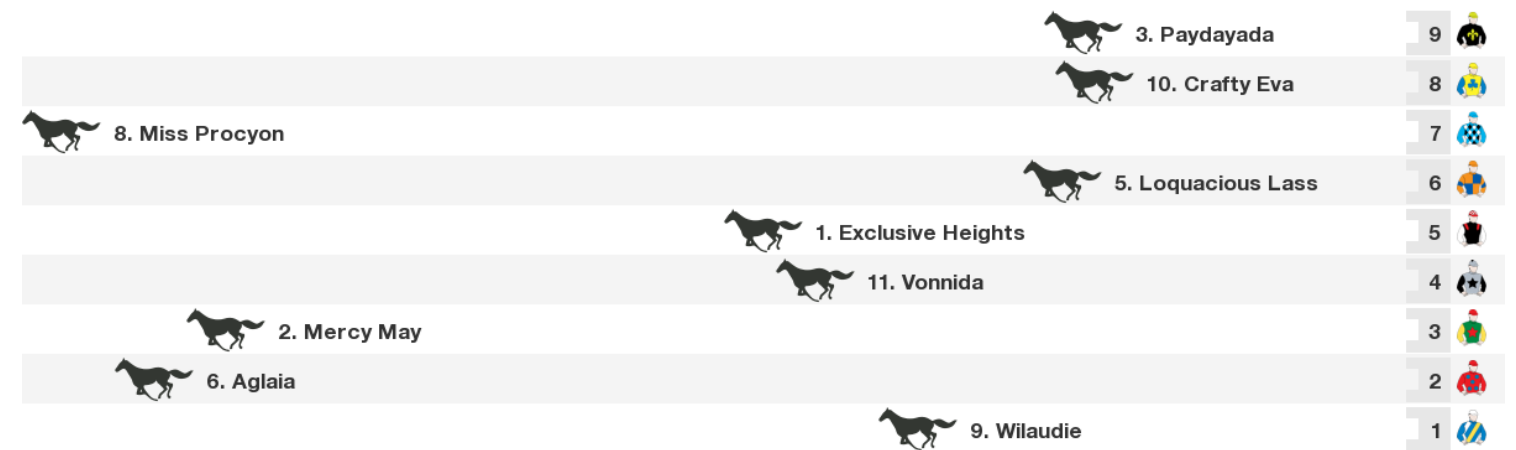 3. Paydayada 9
10. Crafty Eva 8
8. Miss Procyon 7
5. Loquacious Lass 6
1. Exclusive Heights 5
11. Vonnida 4
2. Mercy May 3
6. Aglaia 2
9. Wilaudie 1